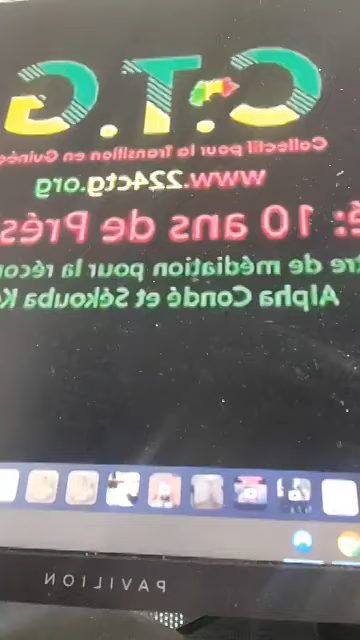 C.T.G
Collectif pour la Transition en Guinée
www.224ctg.org
é: 10 ans de Prés
tre de médiation pour la récon
Alpha Condé et Sékouba K
PAVILION